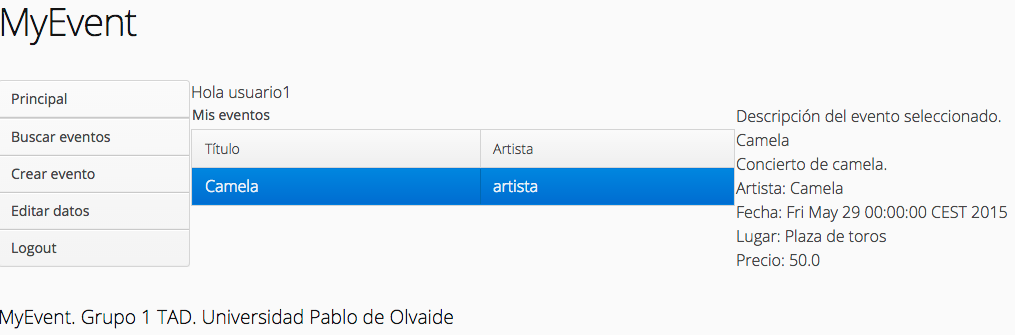 MyEvent
Principal
Buscar eventos
Crear evento
Editar datos
Logout
Hola usuario1
Mis eventos
Título Artista
Camela artista
Descripción del evento seleccionado.
Camela
Concierto de camela.
Artista: Camela
Fecha: Fri May 29 00:00:00 CEST 2015
Lugar: Plaza de toros
Precio: 50.0
MyEvent. Grupo 1 TAD. Universidad Pablo de Olvaide